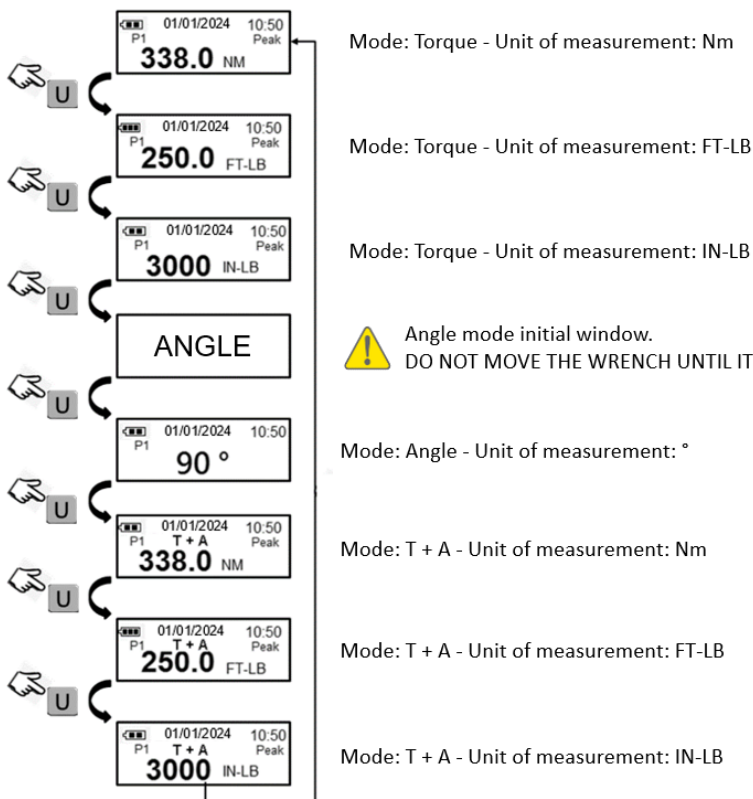 01/01/2024 10:50
P1 Peak
338.0 NM
Mode: Torque - Unit of measurement: Nm
U
01/01/2024 10:50
P1 Peak
250.0 FT-LB
Mode: Torque - Unit of measurement: FT-LB
U
01/01/2024 10:50
P1 Peak
3000 IN-LB
Mode: Torque - Unit of measurement: IN-LB
U
ANGLE
Angle mode initial window.
DO NOT MOVE THE WRENCH UNTIL IT
U
01/01/2024 10:50
P1
90 °
Mode: Angle - Unit of measurement: °
U
01/01/2024 10:50
P1 T + A Peak
338.0 NM
Mode: T + A - Unit of measurement: Nm
U
01/01/2024 10:50
P1 T + A Peak
250.0 FT-LB
Mode: T + A - Unit of measurement: FT-LB
U
01/01/2024 10:50
P1 T + A Peak
3000 IN-LB
Mode: T + A - Unit of measurement: IN-LB